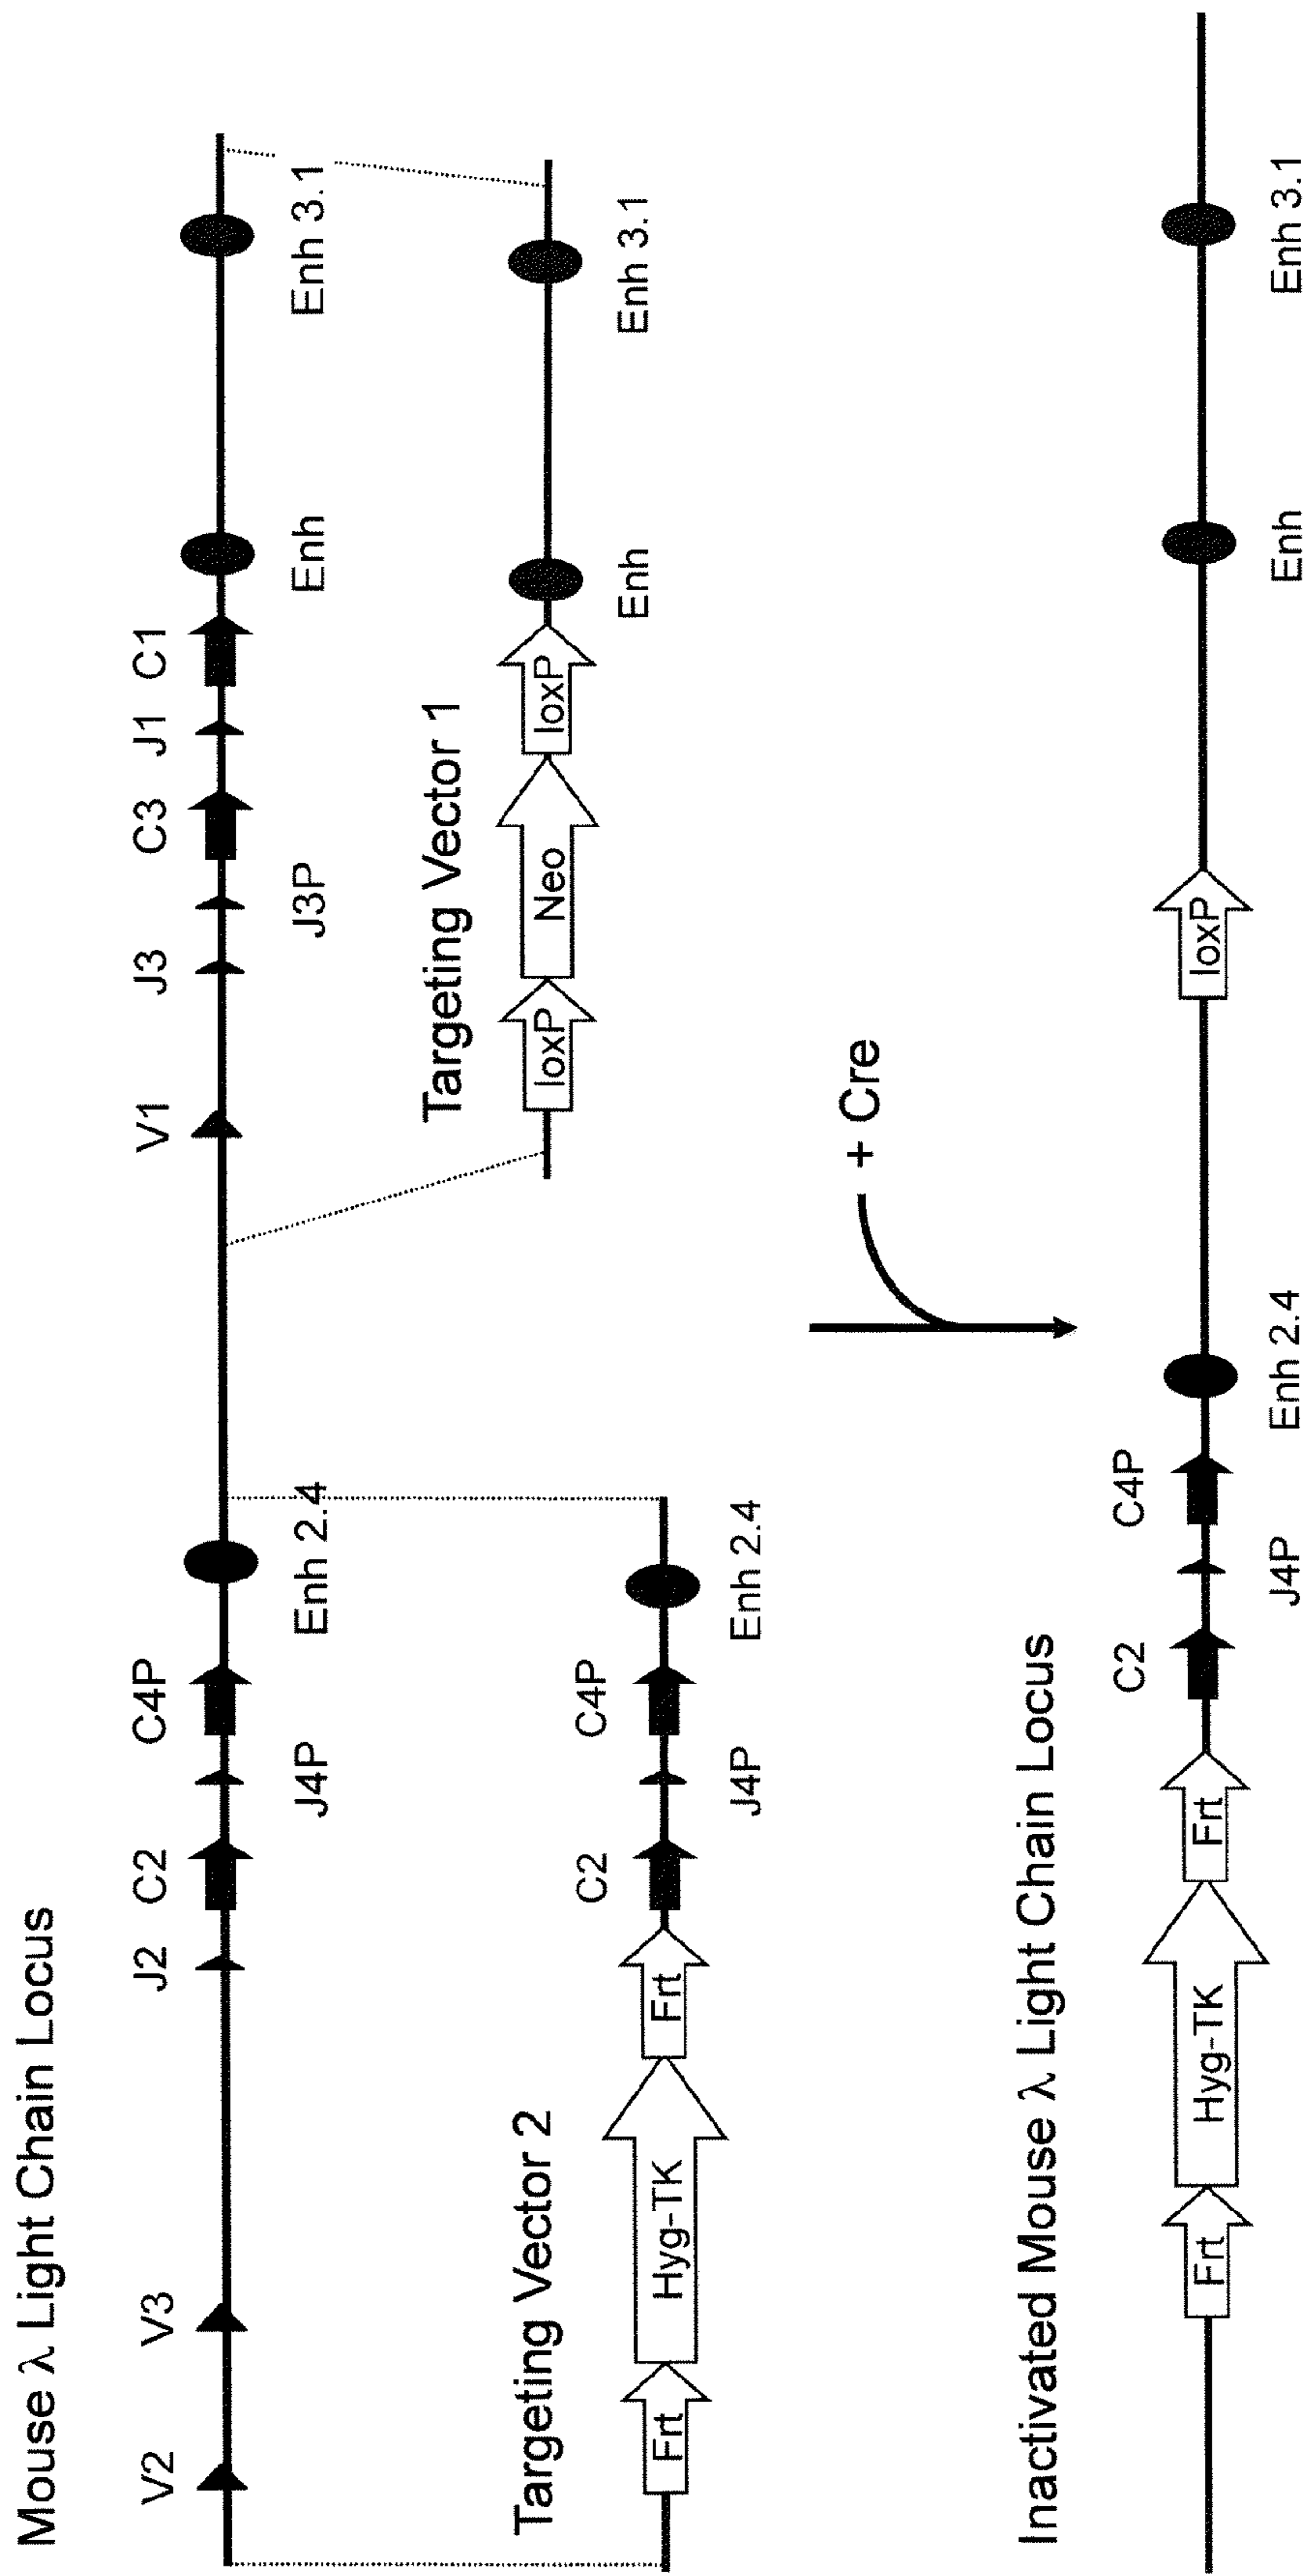 Mouse λ Light Chain Locus
V2 V3 J2 C2 C4P V1 J3 C3 J1 C1
J4P Enh 2.4 J3P Enh Enh 3.1
Targeting Vector 1
loxP Neo loxP
Enh Enh 3.1
Targeting Vector 2
C2 C4P
Frt Hyg-TK Frt
J4P Enh 2.4
+ Cre
Inactivated Mouse λ Light Chain Locus
C2 C4P
Frt Hyg-TK Frt loxP
J4P Enh 2.4 Enh Enh 3.1